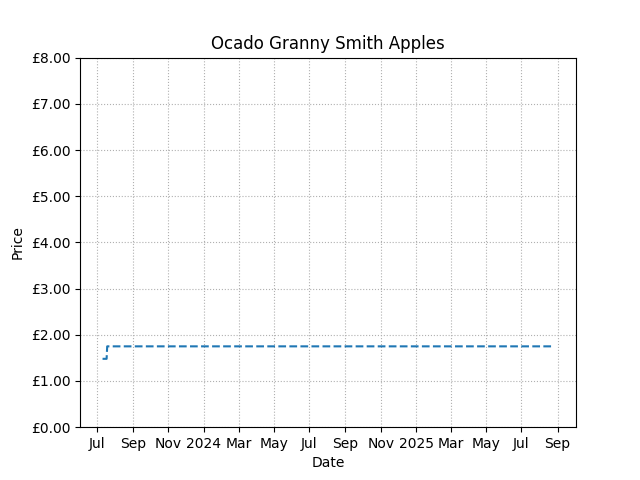 Ocado Granny Smith Apples
£8.00
£7.00
£6.00
£5.00
£4.00
£3.00
£2.00
£1.00
£0.00
Price
Jul Sep Nov 2024 Mar May Jul Sep Nov 2025 Mar May Jul Sep
Date